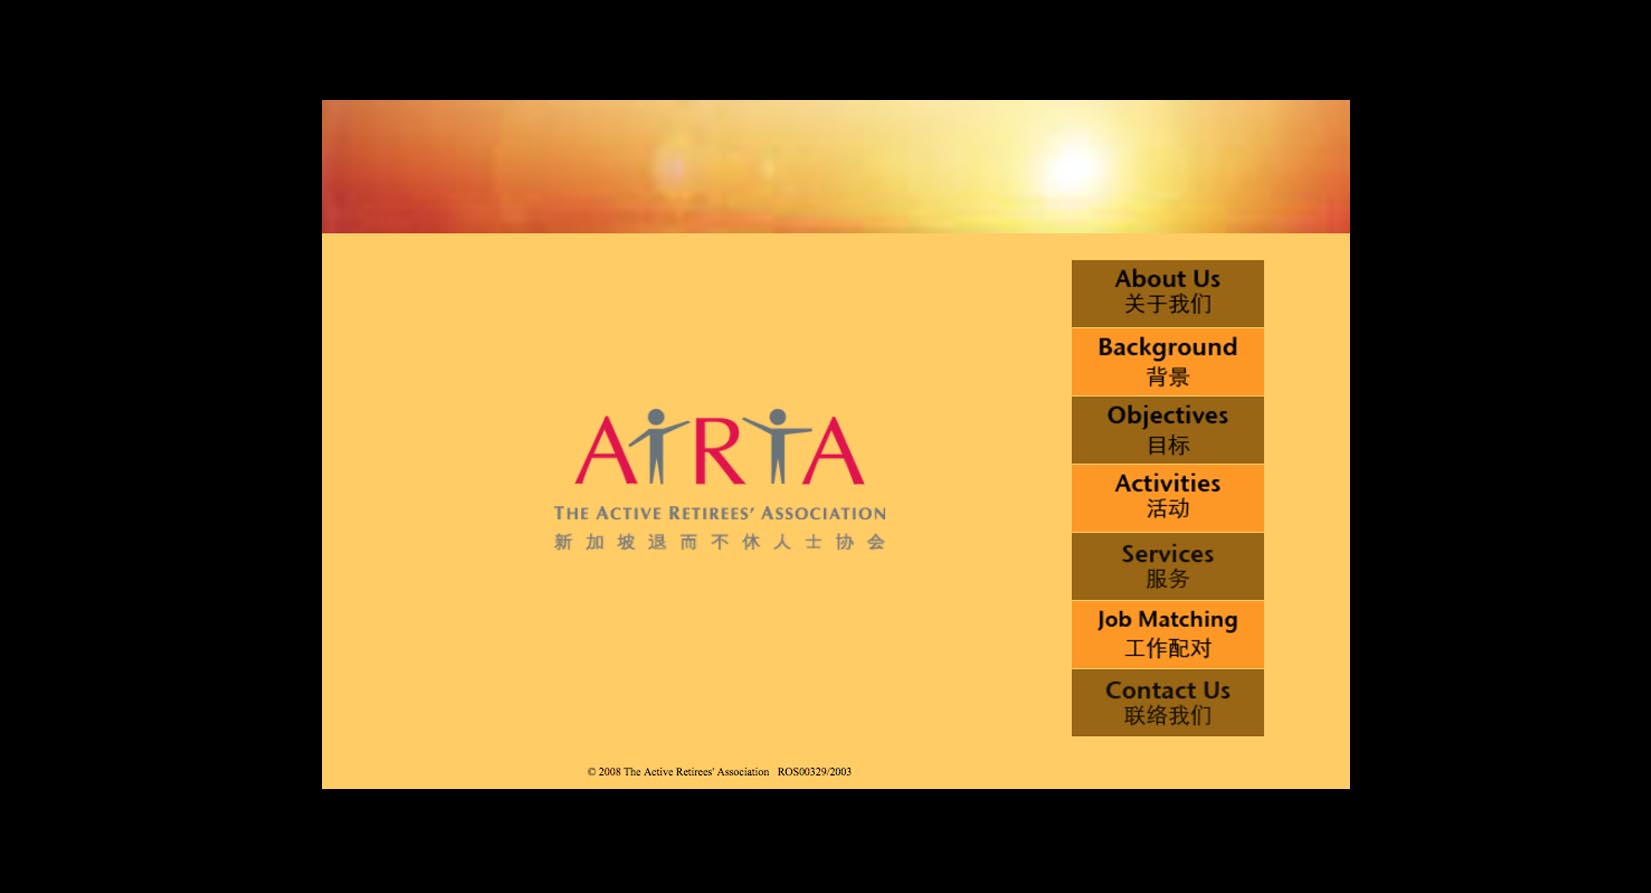 ARA
THE ACTIVE RETIREES' ASSOCIATION
新加坡退而不休人士协会
About Us
关于我们
Background
背景
Objectives
目标
Activities
活动
Services
服务
Job Matching
工作配对
Contact Us
联络我们
© 2008 The Active Retirees' Association ROS00329/2003